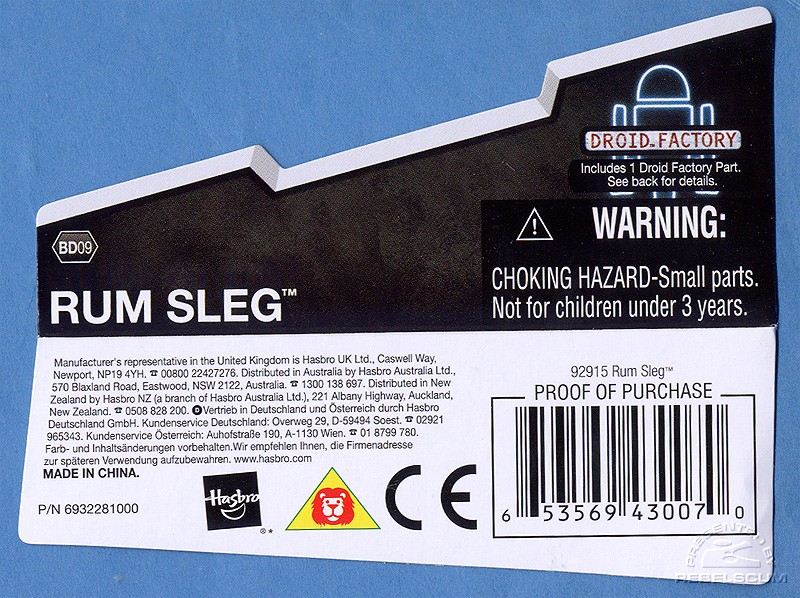 DROID FACTORY
Includes 1 Droid Factory Part.
See back for details.
BD09
WARNING:
RUM SLEG™
CHOKING HAZARD-Small parts.
Not for children under 3 years.
Manufacturer's representative in the United Kingdom is Hasbro UK Ltd., Caswell Way,
Newport, NP19 4YH. ☎ 00800 22427276. Distributed in Australia by Hasbro Australia Ltd.,
570 Blaxland Road, Eastwood, NSW 2122, Australia. ☎ 1300 138 697. Distributed in New
Zealand by Hasbro NZ (a branch of Hasbro Australia Ltd.), 221 Albany Highway, Auckland,
New Zealand. ☎ 0508 828 200. D Vertrieb in Deutschland und Österreich durch Hasbro
Deutschland GmbH. Kundenservice Deutschland: Overweg 29, D-59494 Soest. ☎ 02921
965343. Kundenservice Österreich: Auhofstraße 190, A-1130 Wien. ☎ 01 8799 780.
Farb- und Inhaltsänderungen vorbehalten.Wir empfehlen Ihnen, die Firmenadresse
zur späteren Verwendung aufzubewahren. www.hasbro.com
MADE IN CHINA.
P/N 6932281000
Hasbro
®*
CE
92915 Rum Sleg™
PROOF OF PURCHASE
6 53569 43007 0
PRESENTED BY
REBELSCUM